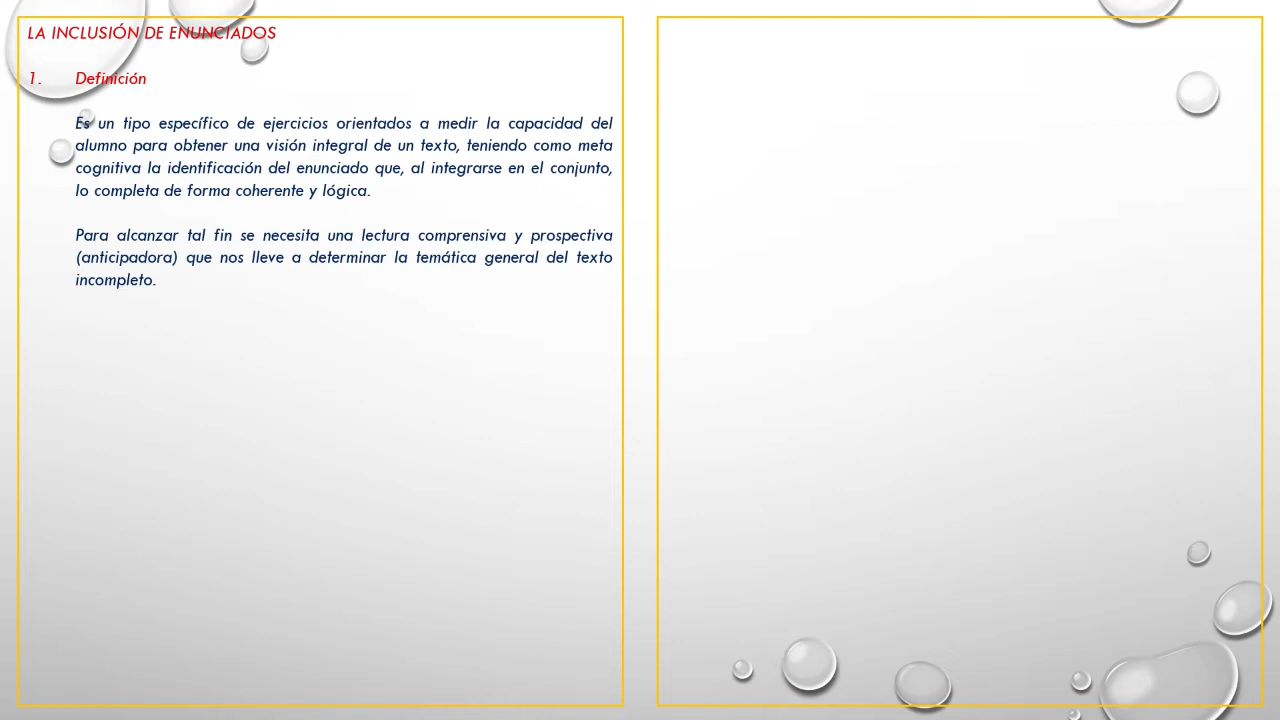 LA INCLUSIÓN DE ENUNCIADOS
1. Definición
Es un tipo específico de ejercicios orientados a medir la capacidad del
alumno para obtener una visión integral de un texto, teniendo como meta
cognitiva la identificación del enunciado que, al integrarse en el conjunto,
lo completa de forma coherente y lógica.
Para alcanzar tal fin se necesita una lectura comprensiva y prospectiva
(anticipadora) que nos lleve a determinar la temática general del texto
incompleto.